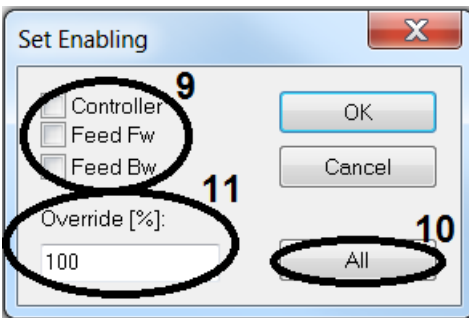 Set Enabling
9
Controller
OK
Feed Fw
Feed Bw
Cancel
11
Override [%]:
10
100
All